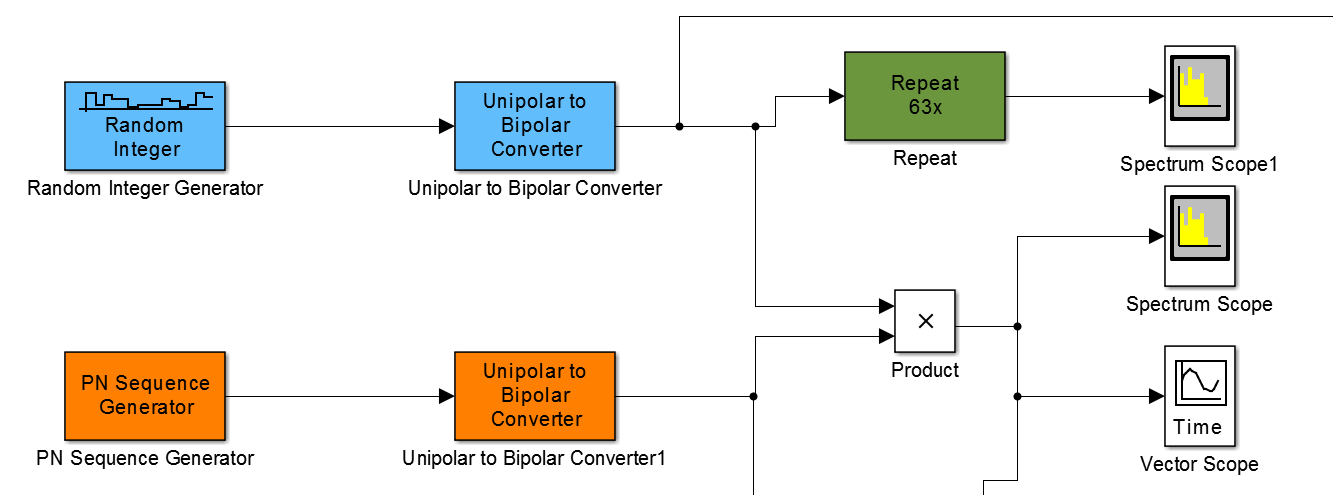 Random
Integer
Random Integer Generator
Unipolar to
Bipolar
Converter
Unipolar to Bipolar Converter
Repeat
63x
Repeat
Spectrum Scope1
Spectrum Scope
×
Product
PN Sequence
Generator
PN Sequence Generator
Unipolar to
Bipolar
Converter
Unipolar to Bipolar Converter1
Time
Vector Scope